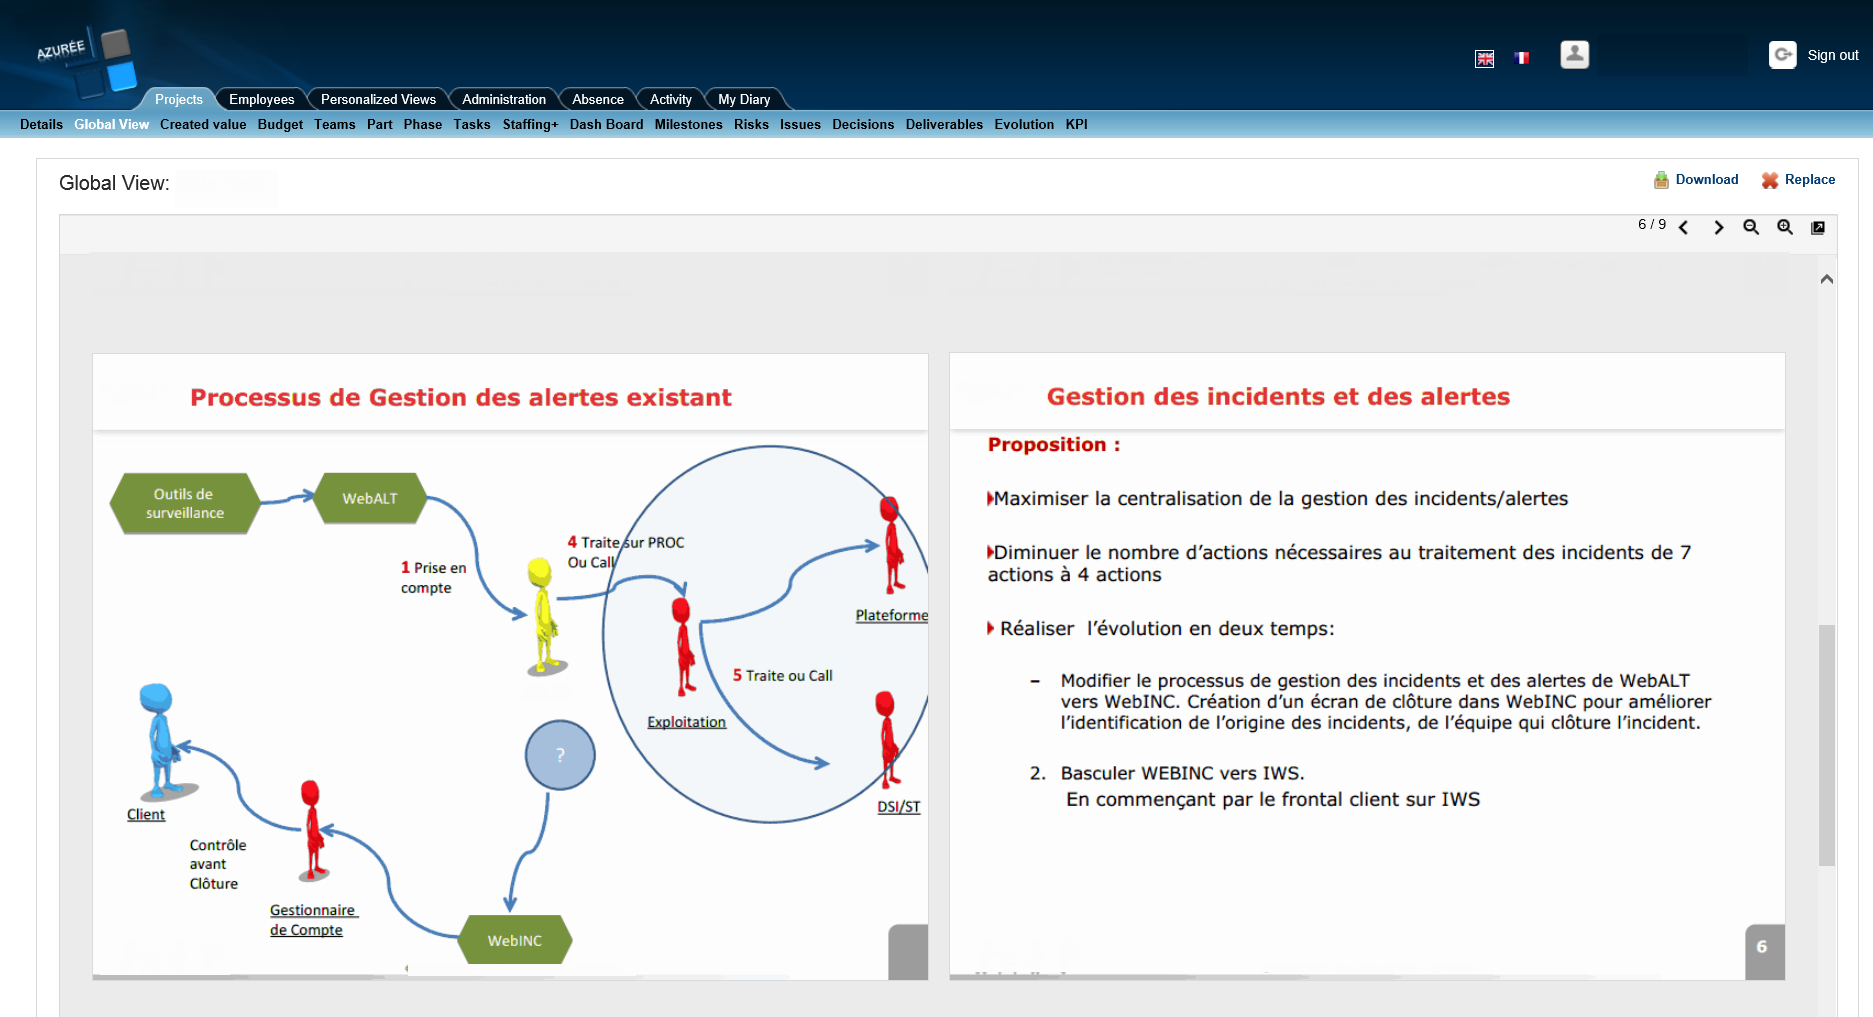 AZURÉE
Sign out
Projects Employees Personalized Views Administration Absence Activity My Diary
Details Global View Created value Budget Teams Part Phase Tasks Staffing+ Dash Board Milestones Risks Issues Decisions Deliverables Evolution KPI
Global View:
Download Replace
6 / 9
Processus de Gestion des alertes existant
Outils de
surveillance
WebALT
1 Prise en
compte
4 Traite sur PROC
Ou Call
Plateforme
5 Traite ou Call
Exploitation
DSI/ST
?
Client
Contrôle
avant
Clôture
Gestionnaire
de Compte
WebINC
Gestion des incidents et des alertes
Proposition :
Maximiser la centralisation de la gestion des incidents/alertes
Diminuer le nombre d'actions nécessaires au traitement des incidents de 7
actions à 4 actions
Réaliser l'évolution en deux temps:
– Modifier le processus de gestion des incidents et des alertes de WebALT
vers WebINC. Création d'un écran de clôture dans WebINC pour améliorer
l'identification de l'origine des incidents, de l'équipe qui clôture l'incident.
2. Basculer WEBINC vers IWS.
En commençant par le frontal client sur IWS
6